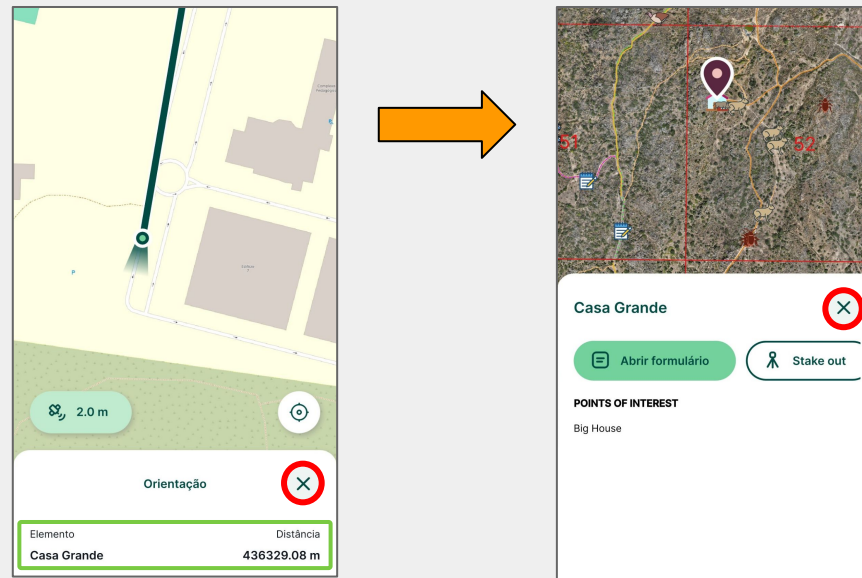 P
2.0 m
Orientação
Elemento
Distância
Casa Grande
436329.08 m
51
52
Casa Grande
Abrir formulário
Stake out
POINTS OF INTEREST
Big House